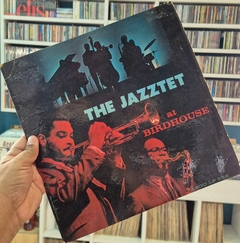 THE JAZZTET
at
BIRDHOUSE